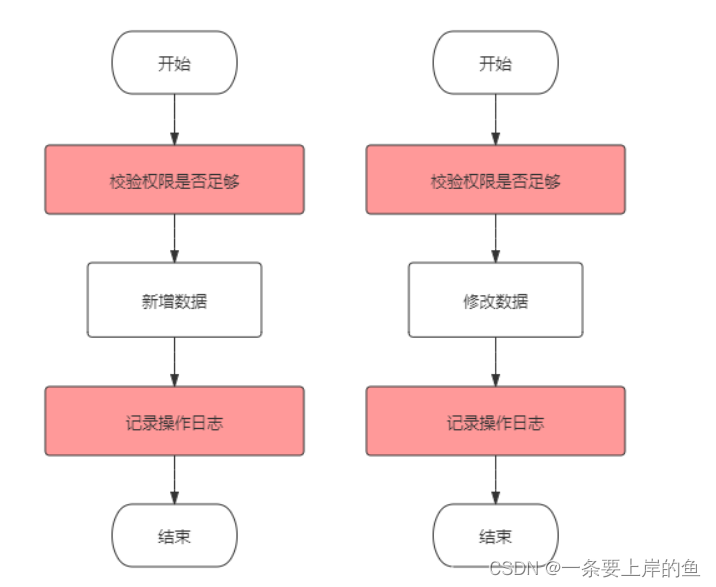 开始
校验权限是否足够
新增数据
记录操作日志
结束
开始
校验权限是否足够
修改数据
记录操作日志
结束
CSDN @一条要上岸的鱼